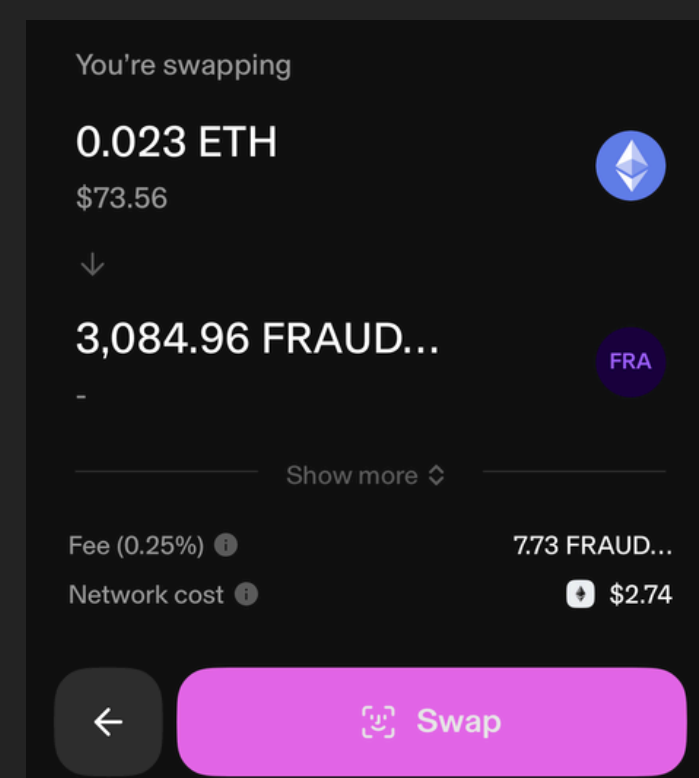 You're swapping
0.023 ETH
$73.56
3,084.96 FRAUD...
FRA
-
Show more
Fee (0.25%) 7.73 FRAUD...
Network cost $2.74
Swap